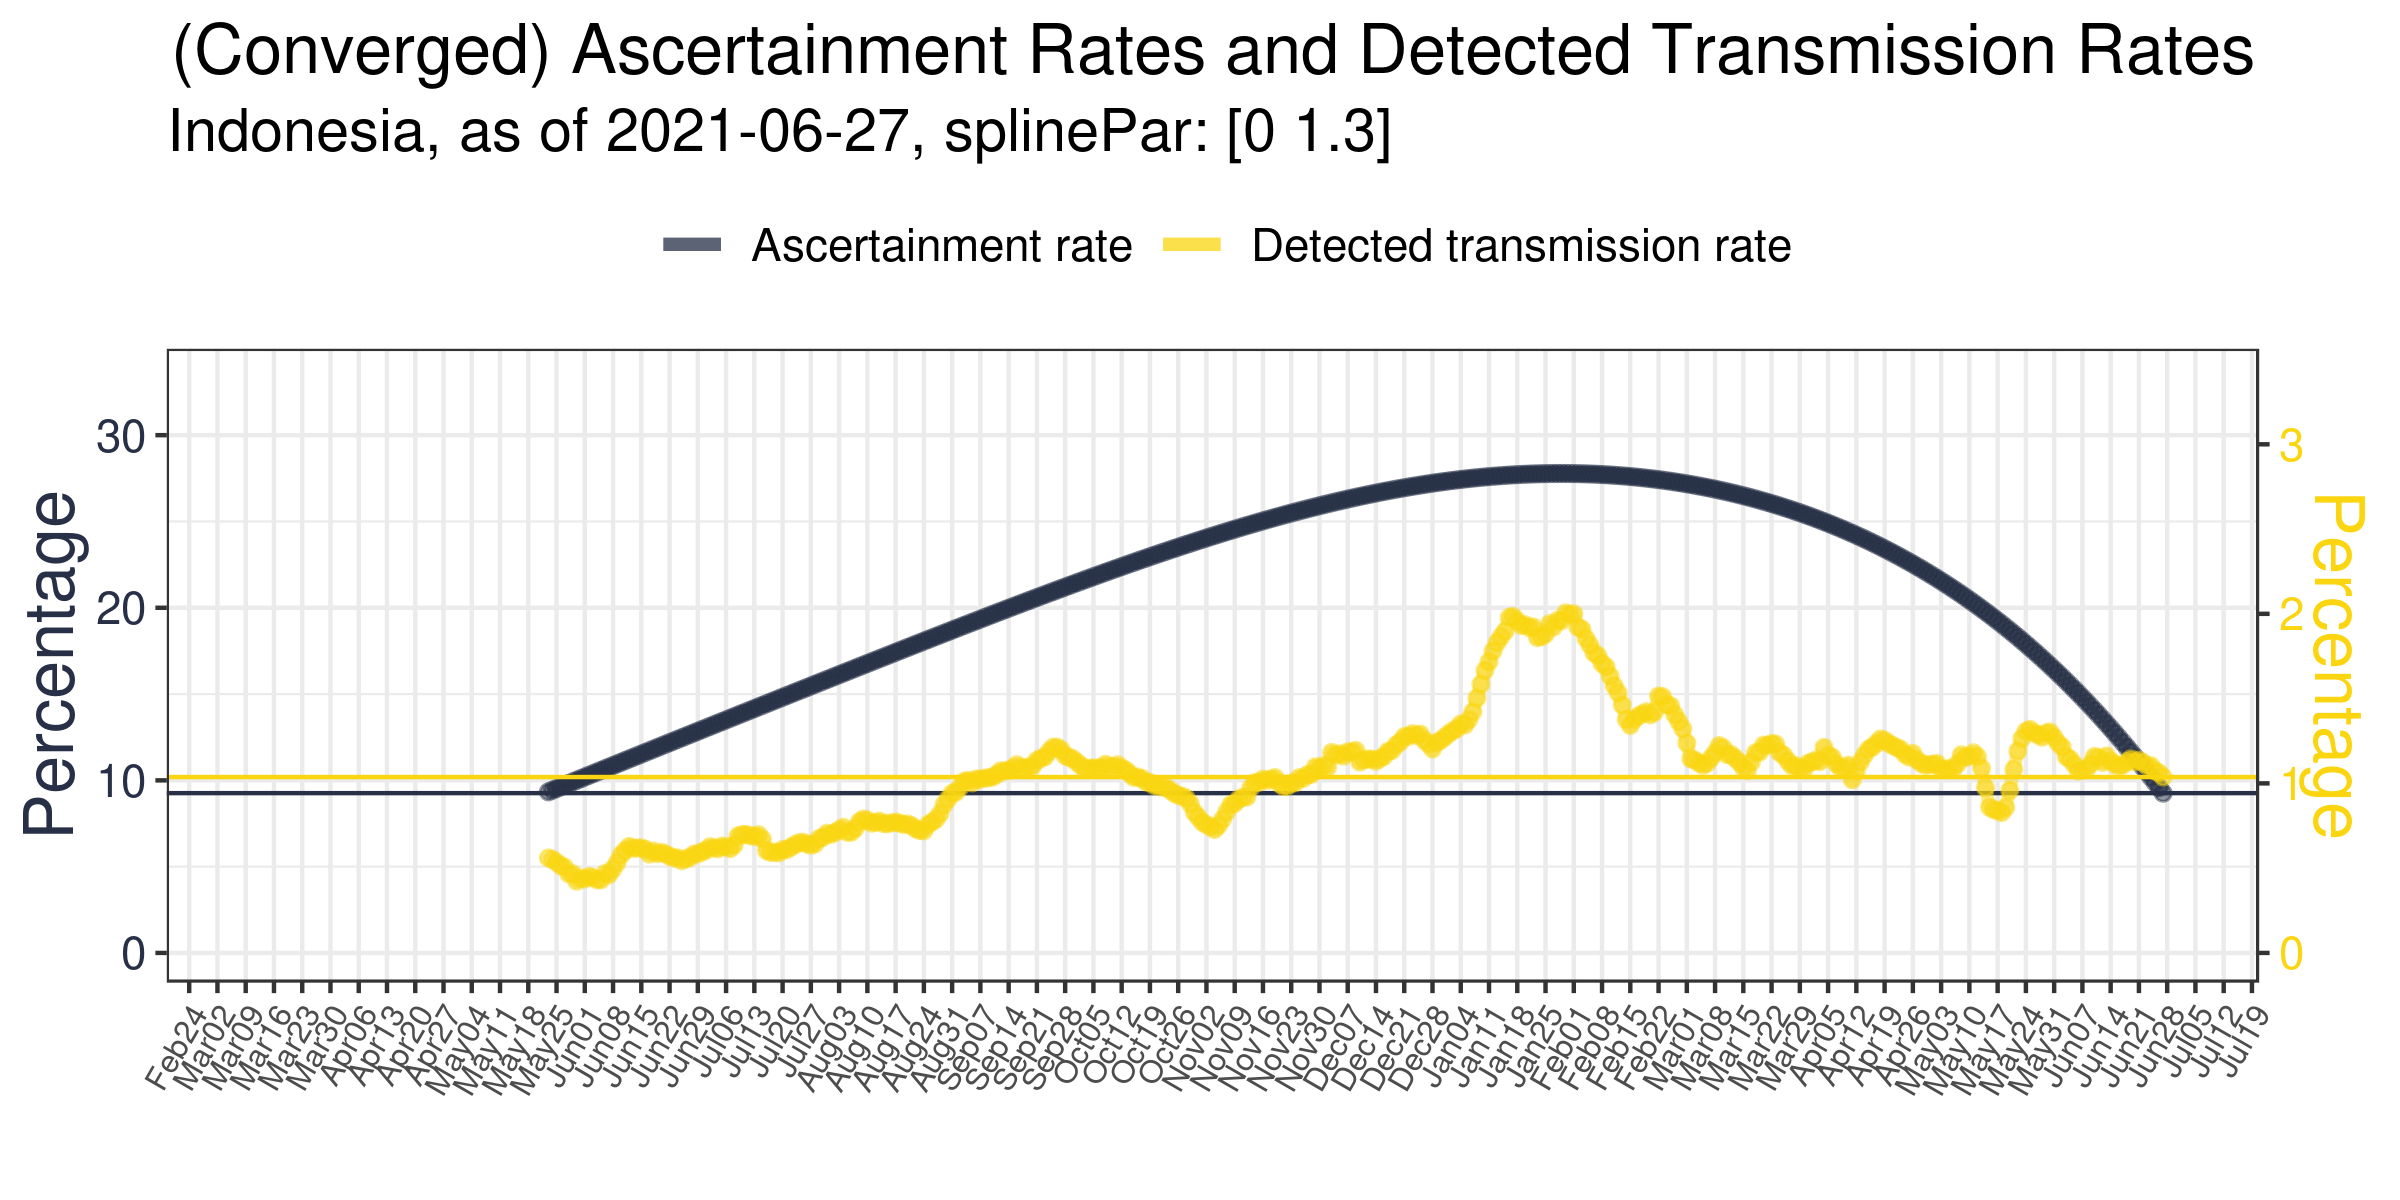 (Converged) Ascertainment Rates and Detected Transmission Rates
Indonesia, as of 2021-06-27, splinePar: [0 1.3]
Ascertainment rate Detected transmission rate
Percentage
30
20
10
0
3
2
1
0
Percentage
Feb24 Mar02 Mar09 Mar16 Mar23 Mar30 Apr06 Apr13 Apr20 Apr27 May04 May11 May18 May25 Jun01 Jun08 Jun15 Jun22 Jun29 Jul06 Jul13 Jul20 Jul27 Aug03 Aug10 Aug17 Aug24 Aug31 Sep07 Sep14 Sep21 Sep28 Oct05 Oct12 Oct19 Oct26 Nov02 Nov09 Nov16 Nov23 Nov30 Dec07 Dec14 Dec21 Dec28 Jan04 Jan11 Jan18 Jan25 Feb01 Feb08 Feb15 Feb22 Mar01 Mar08 Mar15 Mar22 Mar29 Apr05 Apr12 Apr19 Apr26 May03 May10 May17 May24 May31 Jun07 Jun14 Jun21 Jun28 Jul05 Jul12 Jul19